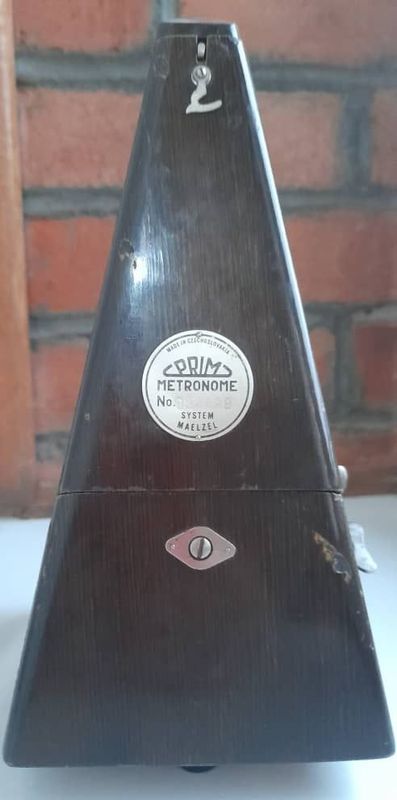 MADE IN CZECHOSLOVAKIA
PRIM
METRONOME
No.
SYSTEM
MAELZEL